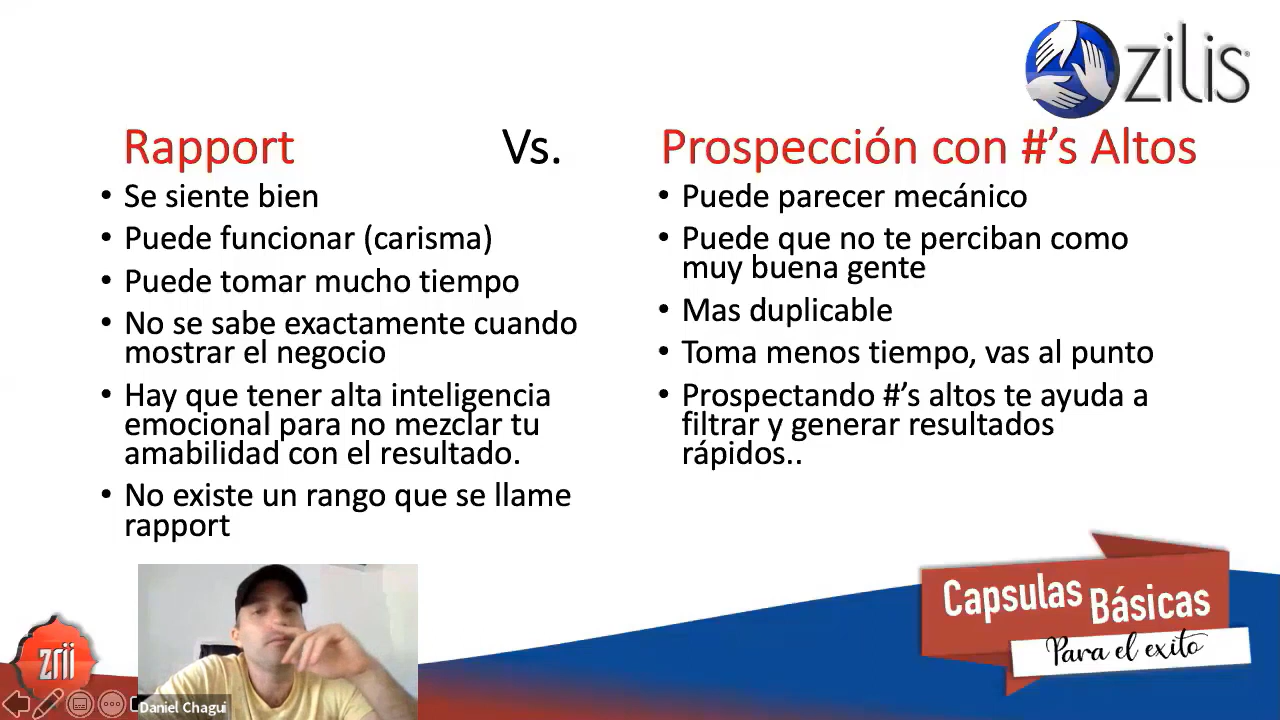 zilis
Rapport Vs. Prospección con #'s Altos
• Se siente bien
• Puede funcionar (carisma)
• Puede tomar mucho tiempo
• No se sabe exactamente cuando
mostrar el negocio
• Hay que tener alta inteligencia
emocional para no mezclar tu
amabilidad con el resultado.
• No existe un rango que se llame
rapport
• Puede parecer mecánico
• Puede que no te perciban como
muy buena gente
• Mas duplicable
• Toma menos tiempo, vas al punto
• Prospectando #'s altos te ayuda a
filtrar y generar resultados
rápidos..
Capsulas Básicas
Para el exito
zrii
Daniel Chagui